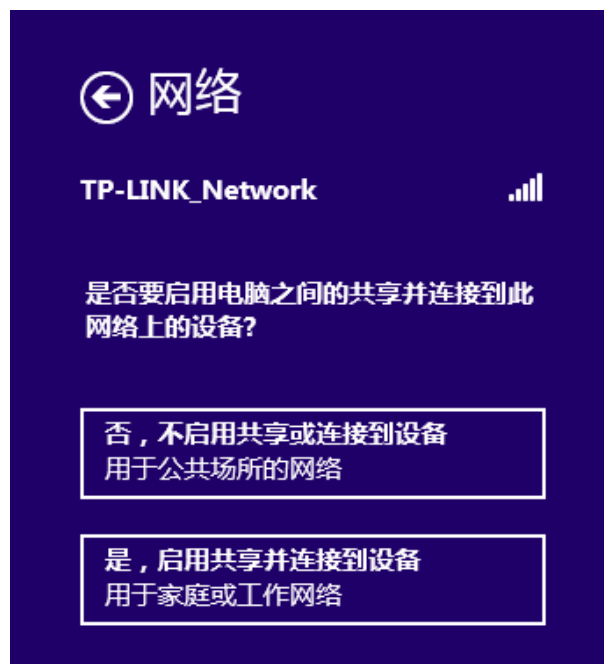 网络
TP-LINK_Network
是否要启用电脑之间的共享并连接到此
网络上的设备?
否，不启用共享或连接到设备
用于公共场所的网络
是，启用共享并连接到设备
用于家庭或工作网络